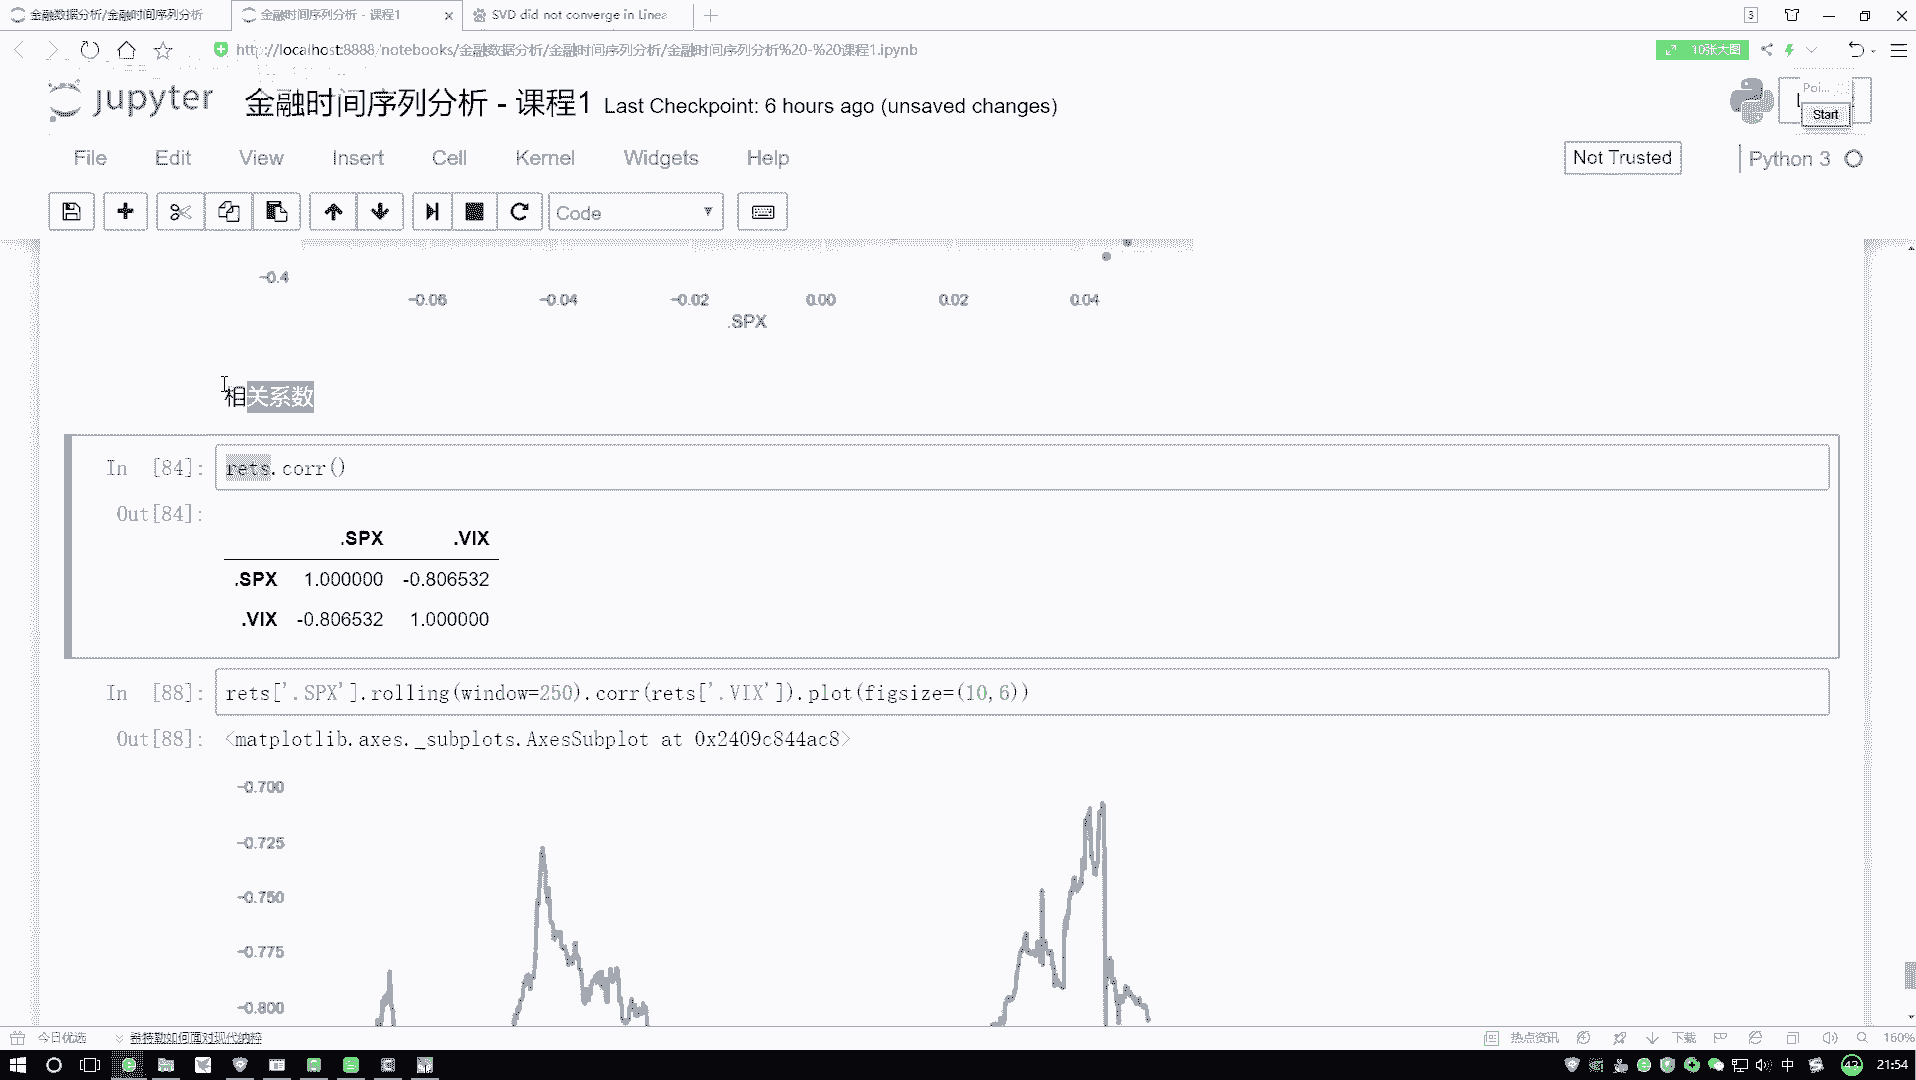 金融数据分析/金融时间序列分析
金融时间序列分析 - 课程1
SVD did not converge in Linea
3
http://localhost:8888/notebooks/金融数据分析/金融时间序列分析/金融时间序列分析%20-%20课程1.ipynb
10张大图
jupyter
金融时间序列分析 - 课程1
Last Checkpoint: 6 hours ago (unsaved changes)
Poi...
Start
File
Edit
View
Insert
Cell
Kernel
Widgets
Help
Not Trusted
Python 3
Code
-0.4
-0.06
-0.04
-0.02
0.00
0.02
0.04
.SPX
相关系数
In [84]:
rets.corr()
Out[84]:
.SPX .VIX
.SPX 1.000000 -0.806532
.VIX -0.806532 1.000000
In [88]:
rets['.SPX'].rolling(window=250).corr(rets['.VIX']).plot(figsize=(10,6))
Out[88]:
<matplotlib.axes._subplots.AxesSubplot at 0x2409c844ac8>
-0.700
-0.725
-0.750
-0.775
-0.800
今日优选
希特勒如何面对现代纳粹
热点资讯
下载
160%
中
43
21:54